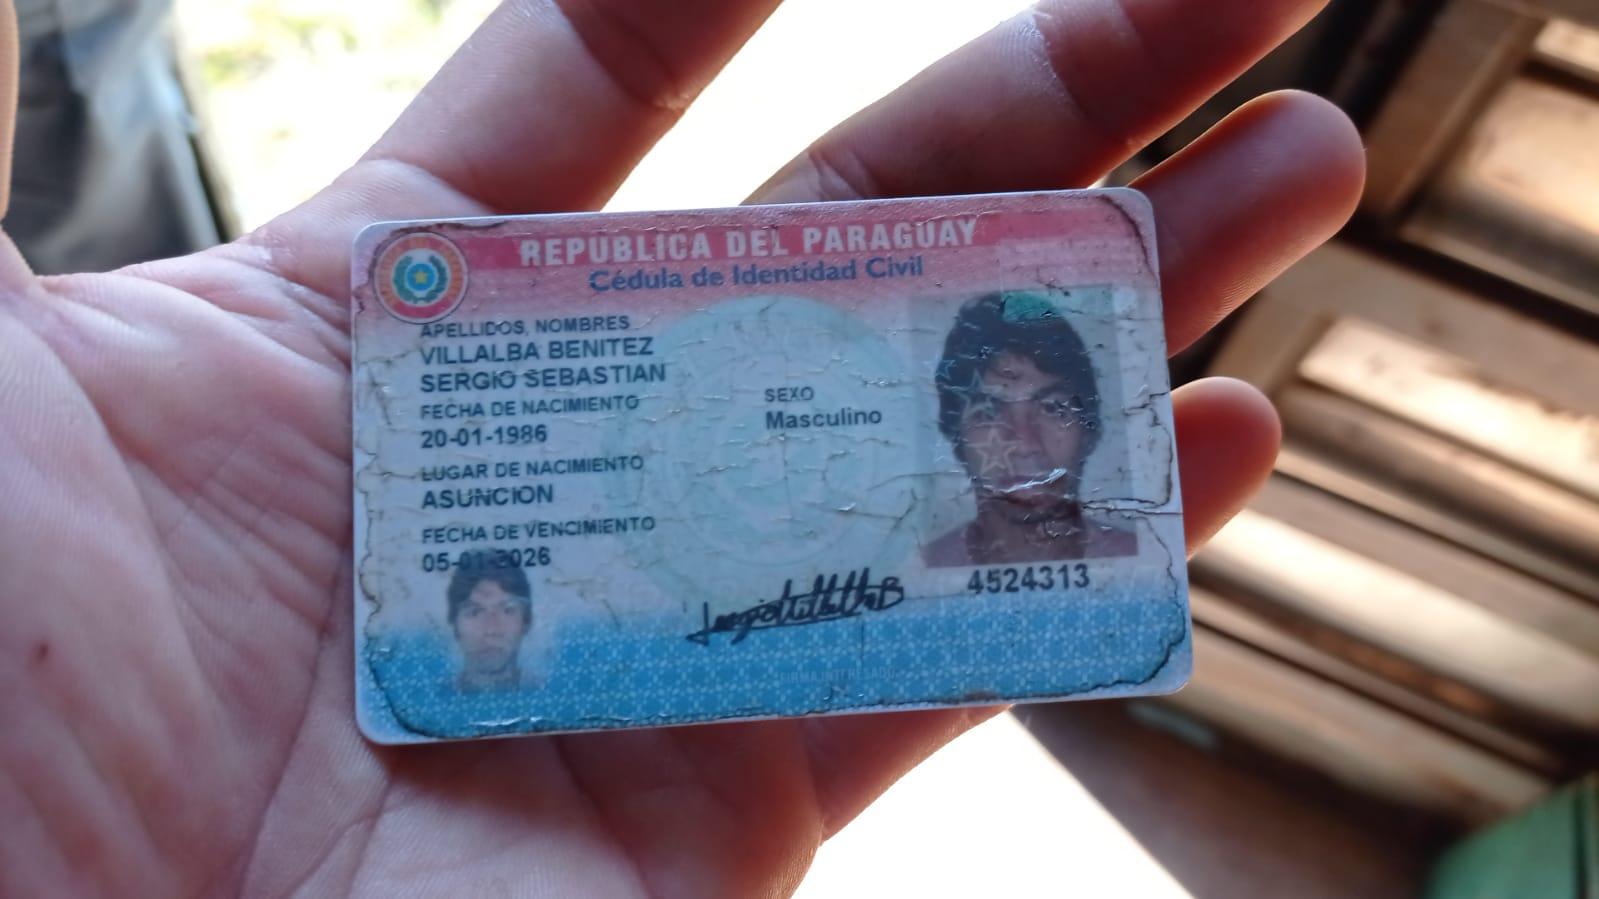 REPUBLICA DEL PARAGUAY
Cédula de Identidad Civil
APELLIDOS, NOMBRES
VILLALBA BENITEZ
SERGIO SEBASTIAN
FECHA DE NACIMIENTO
20-01-1986
SEXO
Masculino
LUGAR DE NACIMIENTO
ASUNCION
FECHA DE VENCIMIENTO
05-01-2026
4524313
FIRMA INTERESADO